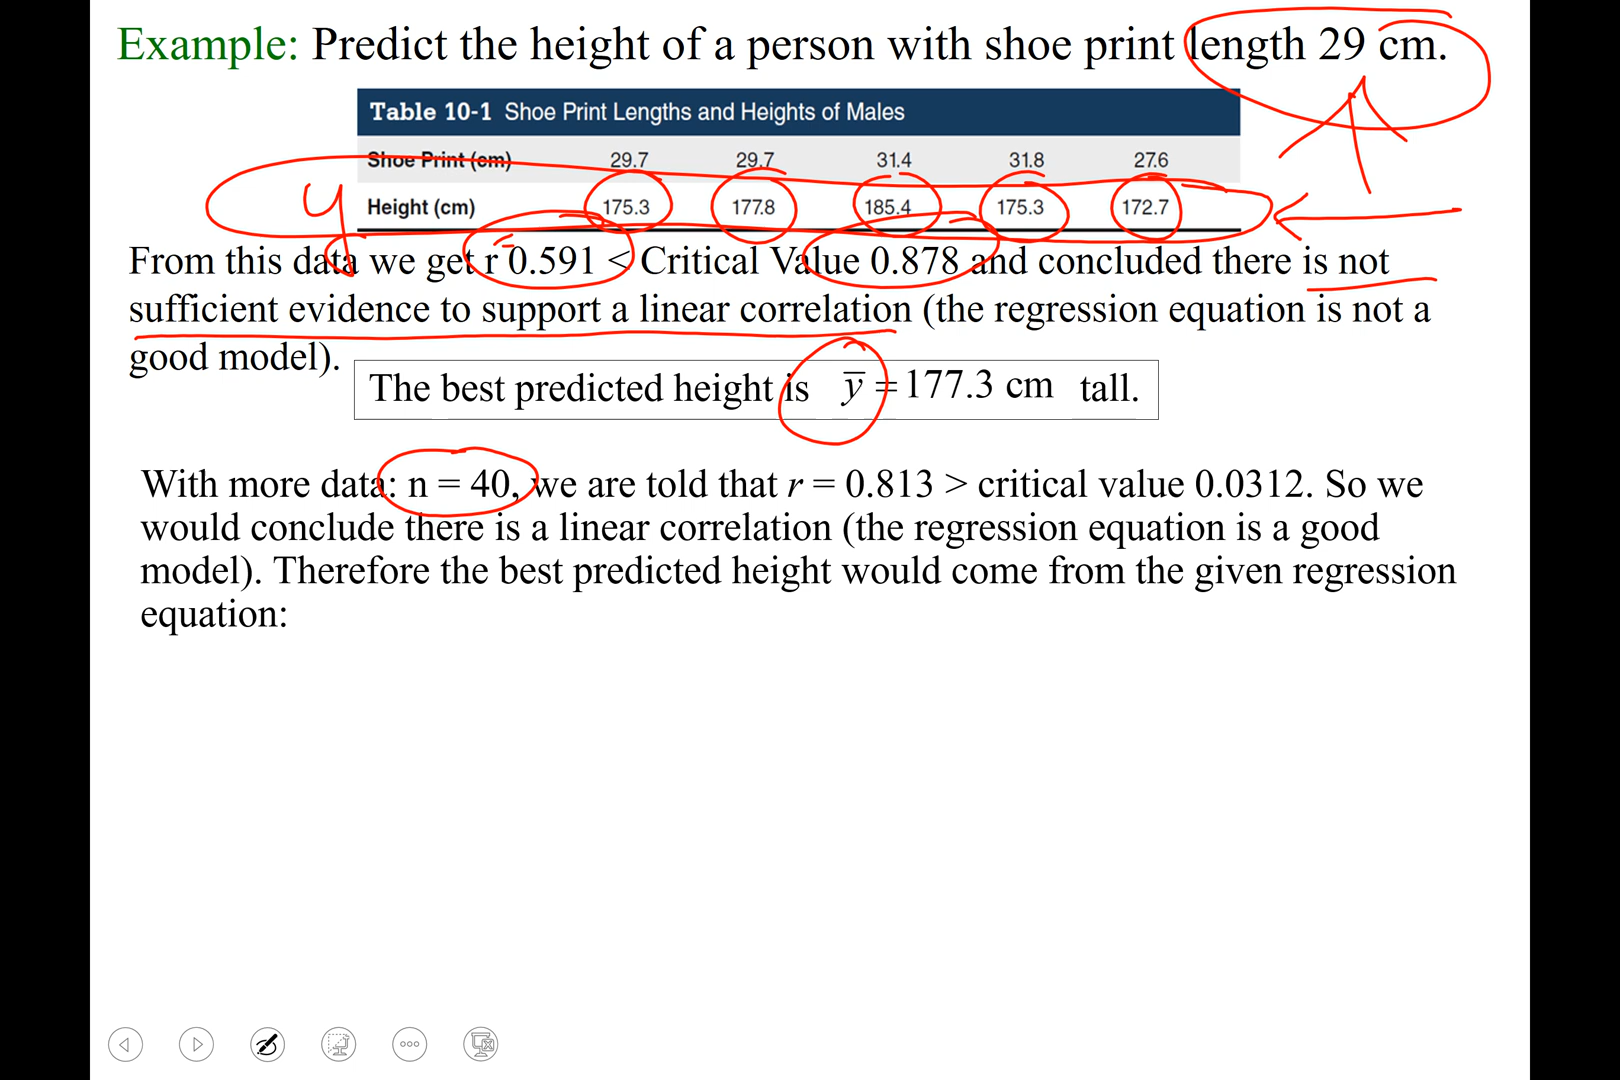 Example: Predict the height of a person with shoe print length 29 cm.
Table 10-1 Shoe Print Lengths and Heights of Males
Shoe Print (cm) 29.7 29.7 31.4 31.8 27.6
y Height (cm) 175.3 177.8 185.4 175.3 172.7
From this data we get r 0.591 < Critical Value 0.878 and concluded there is not
sufficient evidence to support a linear correlation (the regression equation is not a
good model).
The best predicted height is y̅ = 177.3 cm tall.
With more data: n = 40, we are told that r = 0.813 > critical value 0.0312. So we
would conclude there is a linear correlation (the regression equation is a good
model). Therefore the best predicted height would come from the given regression
equation: